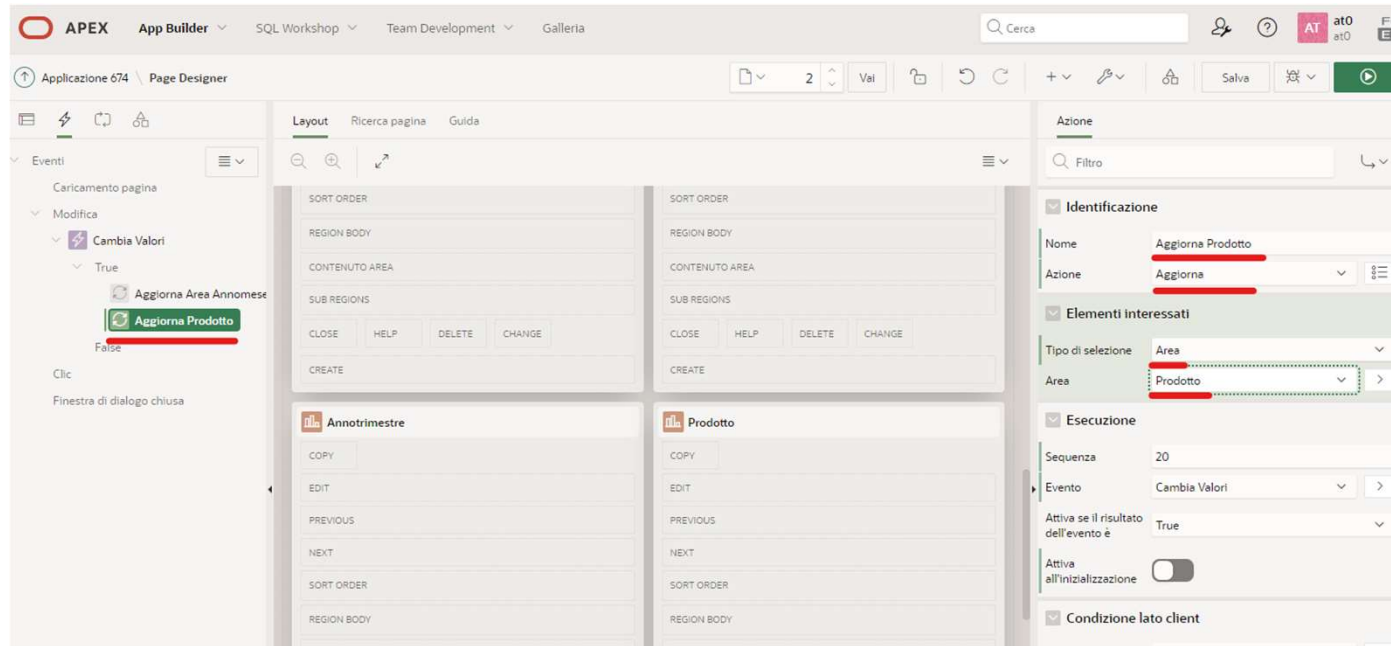 APEX App Builder SQL Workshop Team Development Galleria Cerca AT at0
at0
Applicazione 674 \ Page Designer 2 Vai Salva
Eventi
Caricamento pagina
Modifica
Cambia Valori
True
Aggiorna Area Annomese
Aggiorna Prodotto
False
Clic
Finestra di dialogo chiusa
Layout Ricerca pagina Guida
SORT ORDER SORT ORDER
REGION BODY REGION BODY
CONTENUTO AREA CONTENUTO AREA
SUB REGIONS SUB REGIONS
CLOSE HELP DELETE CHANGE CLOSE HELP DELETE CHANGE
CREATE CREATE
Annotrimestre Prodotto
COPY COPY
EDIT EDIT
PREVIOUS PREVIOUS
NEXT NEXT
SORT ORDER SORT ORDER
REGION BODY REGION BODY
Azione
Filtro
Identificazione
Nome Aggiorna Prodotto
Azione Aggiorna
Elementi interessati
Tipo di selezione Area
Area Prodotto
Esecuzione
Sequenza 20
Evento Cambia Valori
Attiva se il risultato
dell'evento è True
Attiva
all'inizializzazione
Condizione lato client